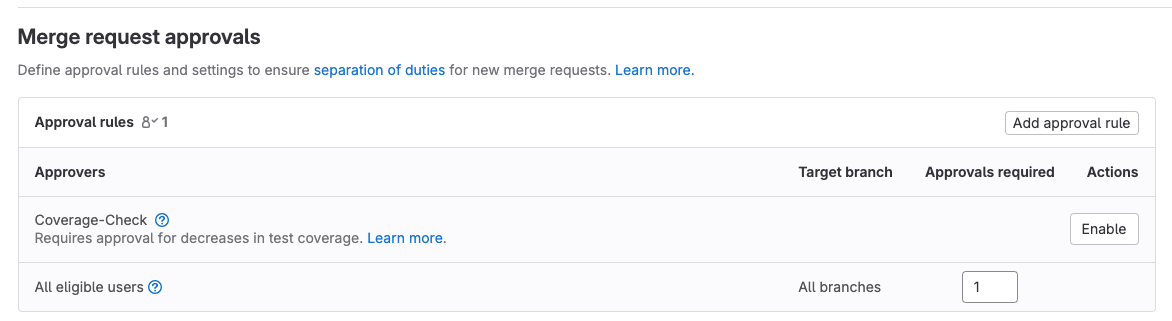 Merge request approvals
Define approval rules and settings to ensure separation of duties for new merge requests. Learn more.
Approval rules 1 Add approval rule
Approvers Target branch Approvals required Actions
Coverage-Check
Requires approval for decreases in test coverage. Learn more. Enable
All eligible users All branches 1